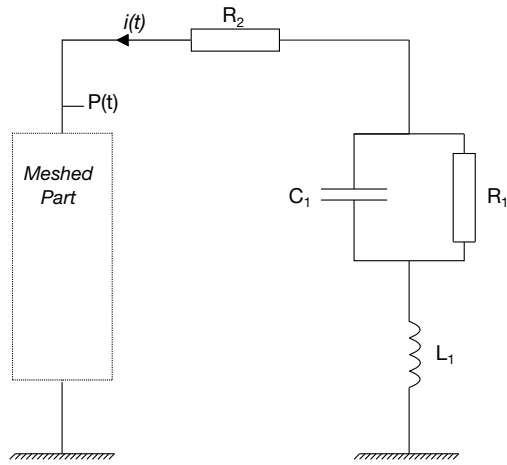 i(t)
R₂
P(t)
Meshed
Part
C₁
R₁
L₁